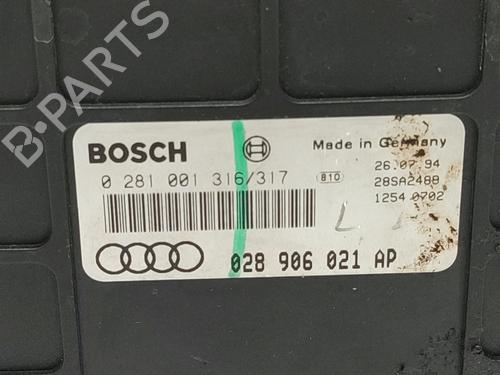 B-PARTS
BOSCH
Made in Germany
0 281 001 316/317
810
26.07.94
28SA2488
1254 0702
L
028 906 021 AP